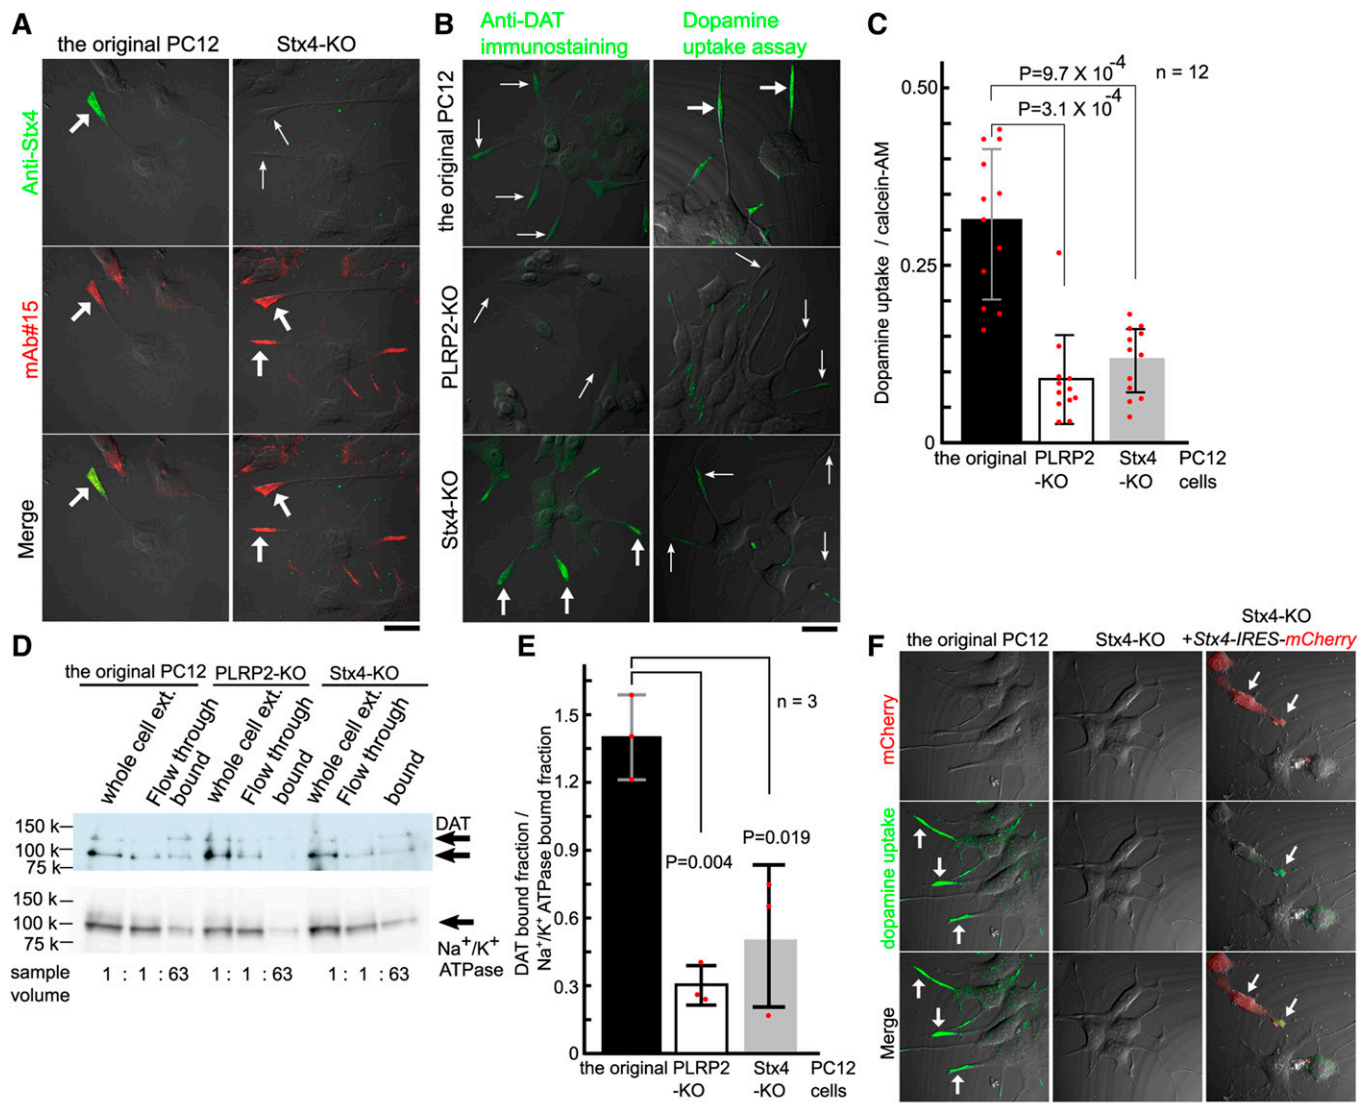 A
the original PC12
Stx4-KO
Anti-Stx4
mAb#15
Merge
B
Anti-DAT
immunostaining
Dopamine
uptake assay
the original PC12
PLRP2-KO
Stx4-KO
C
P=9.7 X 10-4
n = 12
P=3.1 X 10-4
0.50
0.25
0
Dopamine uptake / calcein-AM
the original
PLRP2
-KO
Stx4
-KO
PC12
cells
D
the original PC12
PLRP2-KO
Stx4-KO
whole cell ext.
Flow through
bound
whole cell ext.
Flow through
bound
whole cell ext.
Flow through
bound
150 k
100 k
75 k
DAT
150 k
100 k
75 k
Na+/K+
ATPase
sample
volume
1 : 1 : 63
1 : 1 : 63
1 : 1 : 63
E
n = 3
P=0.004
P=0.019
1.5
1.2
0.9
0.6
0.3
0
DAT bound fraction /
Na+/K+ ATPase bourmd fraction
the original
PLRP2
-KO
Stx4
-KO
PC12
cells
F
the original PC12
Stx4-KO
Stx4-KO
+Stx4-IRES-mCherry
mCherry
dopamine uptake
Merge